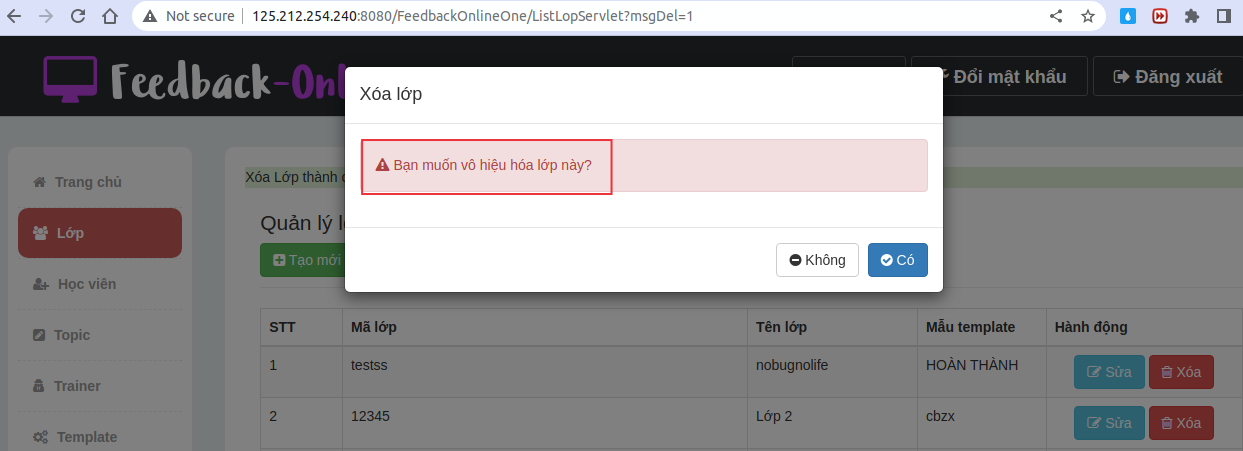 Not secure 125.212.254.240:8080/FeedbackOnlineOne/ListLopServlet?msgDel=1
Feedback-Onl
Đổi mật khẩu
Đăng xuất
Xóa lớp
Bạn muốn vô hiệu hóa lớp này?
Không
Có
Trang chủ
Lớp
Học viên
Topic
Trainer
Template
Xóa Lớp thành
Quản lý
Tạo mới
STT Mã lớp Tên lớp Mẫu template Hành động
1 testss nobugnolife HOÀN THÀNH Sửa Xóa
2 12345 Lớp 2 cbzx Sửa Xóa